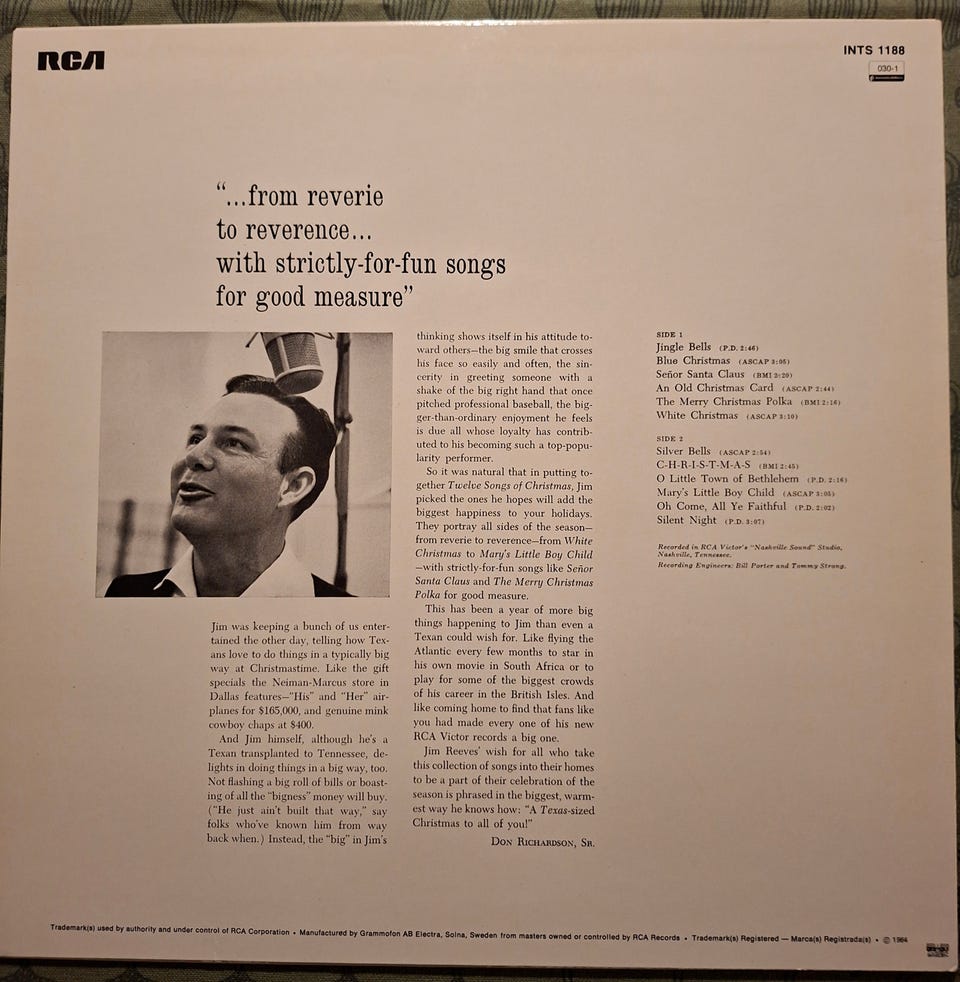 RCA
INTS 1188
030-1
“...from reverie
to reverence...
with strictly-for-fun songs
for good measure”
Jim was keeping a bunch of us enter-
tained the other day, telling how Tex-
ans love to do things in a typically big
way at Christmastime. Like the gift
specials the Neiman-Marcus store in
Dallas features—“His” and “Her” air-
planes for $165,000, and genuine mink
cowboy chaps at $400.
And Jim himself, although he’s a
Texan transplanted to Tennessee, de-
lights in doing things in a big way, too.
Not flashing a big roll of bills or boast-
ing of all the “bigness” money will buy.
(“He just ain’t built that way,” say
folks who’ve known him from way
back when.) Instead, the “big” in Jim’s
thinking shows itself in his attitude to-
ward others—the big smile that crosses
his face so easily and often, the sin-
cerity in greeting someone with a
shake of the big right hand that once
pitched professional baseball, the big-
ger-than-ordinary enjoyment he feels
is due all whose loyalty has contrib-
uted to his becoming such a top-popu-
larity performer.
So it was natural that in putting to-
gether Twelve Songs of Christmas, Jim
picked the ones he hopes will add the
biggest happiness to your holidays.
They portray all sides of the season—
from reverie to reverence—from White
Christmas to Mary’s Little Boy Child
—with strictly-for-fun songs like Señor
Santa Claus and The Merry Christmas
Polka for good measure.
This has been a year of more big
things happening to Jim than even a
Texan could wish for. Like flying the
Atlantic every few months to star in
his own movie in South Africa or to
play for some of the biggest crowds
of his career in the British Isles. And
like coming home to find that fans like
you had made every one of his new
RCA Victor records a big one.
Jim Reeves’ wish for all who take
this collection of songs into their homes
to be a part of their celebration of the
season is phrased in the biggest, warm-
est way he knows how: “A Texas-sized
Christmas to all of you!”
Don Richardson, Sr.
SIDE 1
Jingle Bells (P.D. 2:46)
Blue Christmas (ASCAP 3:05)
Señor Santa Claus (BMI 2:20)
An Old Christmas Card (ASCAP 2:44)
The Merry Christmas Polka (BMI 2:16)
White Christmas (ASCAP 3:10)
SIDE 2
Silver Bells (ASCAP 2:54)
C-H-R-I-S-T-M-A-S (BMI 2:45)
O Little Town of Bethlehem (P.D. 2:16)
Mary’s Little Boy Child (ASCAP 3:05)
Oh Come, All Ye Faithful (P.D. 2:02)
Silent Night (P.D. 3:07)
Recorded in RCA Victor’s “Nashville Sound” Studio,
Nashville, Tennessee.
Recording Engineers: Bill Porter and Tommy Strong.
Trademark(s) used by authority and under control of RCA Corporation • Manufactured by Grammofon AB Electra, Solna, Sweden from masters owned or controlled by RCA Records • Trademark(s) Registered — Marca(s) Registrada(s) • ℗ 1964